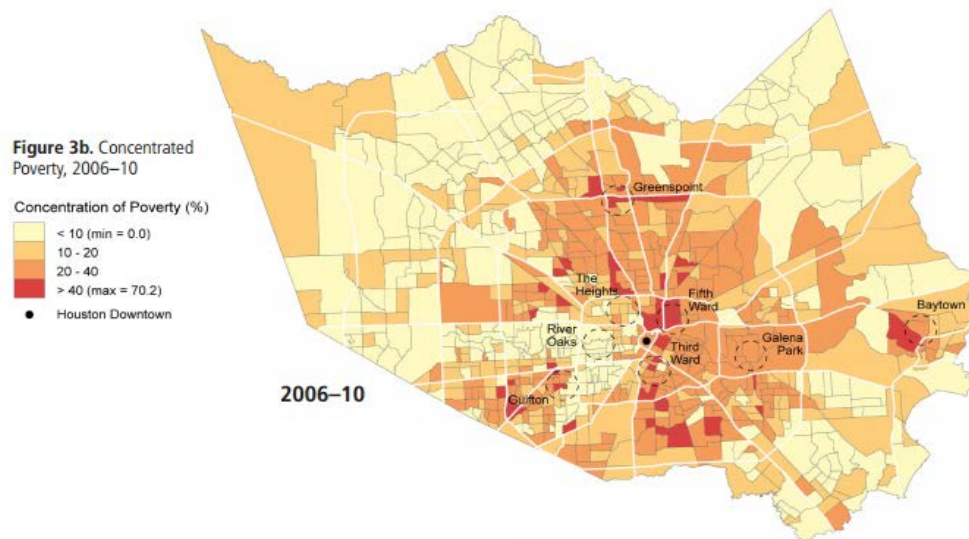 Figure 3b. Concentrated
Poverty, 2006–10
Concentration of Poverty (%)
< 10 (min = 0.0)
10 - 20
20 - 40
> 40 (max = 70.2)
Houston Downtown
Greenspoint
The
Heights
Fifth
Ward
Baytown
River
Oaks
Galena
Park
Third
Ward
2006–10
Gulfton